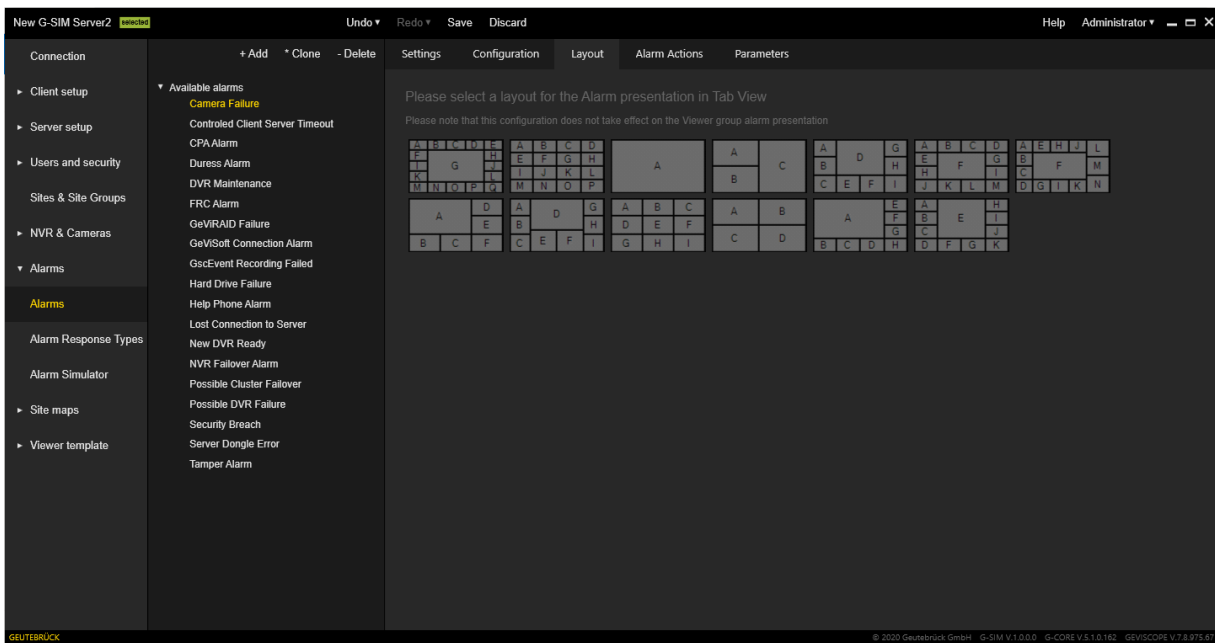 New G-SIM Server2 selected Undo ▾ Redo ▾ Save Discard Help Administrator ▾
Connection
Client setup
Server setup
Users and security
Sites & Site Groups
NVR & Cameras
Alarms
Alarms
Alarm Response Types
Alarm Simulator
Site maps
Viewer template
+ Add * Clone - Delete
Available alarms
Camera Failure
Controled Client Server Timeout
CPA Alarm
Duress Alarm
DVR Maintenance
FRC Alarm
GeViRAID Failure
GeViSoft Connection Alarm
GscEvent Recording Failed
Hard Drive Failure
Help Phone Alarm
Lost Connection to Server
New DVR Ready
NVR Failover Alarm
Possible Cluster Failover
Possible DVR Failure
Security Breach
Server Dongle Error
Tamper Alarm
Settings Configuration Layout Alarm Actions Parameters
Please select a layout for the Alarm presentation in Tab View
Please note that this configuration does not take effect on the Viewer group alarm presentation
A B C D E F G H I J K L M N O P Q
A B C D E F G H I J K L M N O P
A
A B C
A B C D E F G H I
A B C D E F G H I J K L M
A E H J L B F M C D G I K N
A D E B C F
A B C D E F G H I
A B C D E F G H I
A B C D
A E F G B C D H
A B C D E F G H I J K
GEUTEBRÜCK
© 2020 Geutebrück GmbH G-SIM V.1.0.0.0 G-CORE V.5.1.0.162 GEVISCOPE V.7.8.975.67